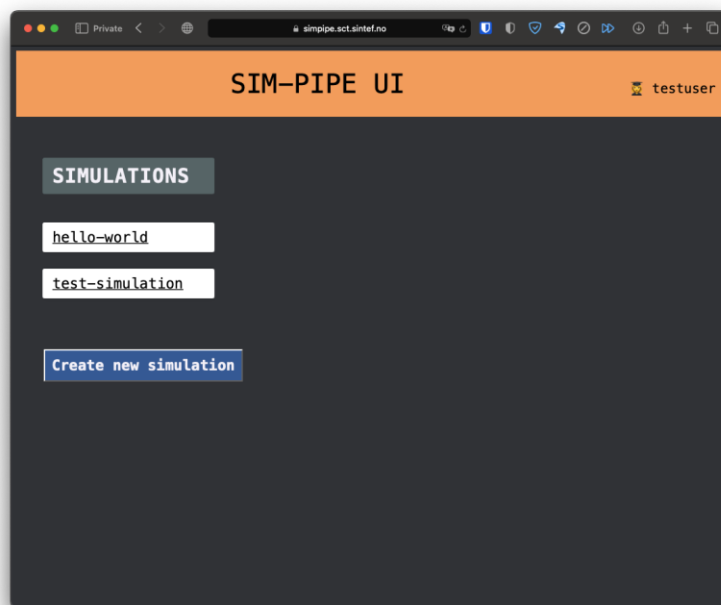 Private
simpipe.sct.sintef.no
SIM-PIPE UI
testuser
SIMULATIONS
hello-world
test-simulation
Create new simulation